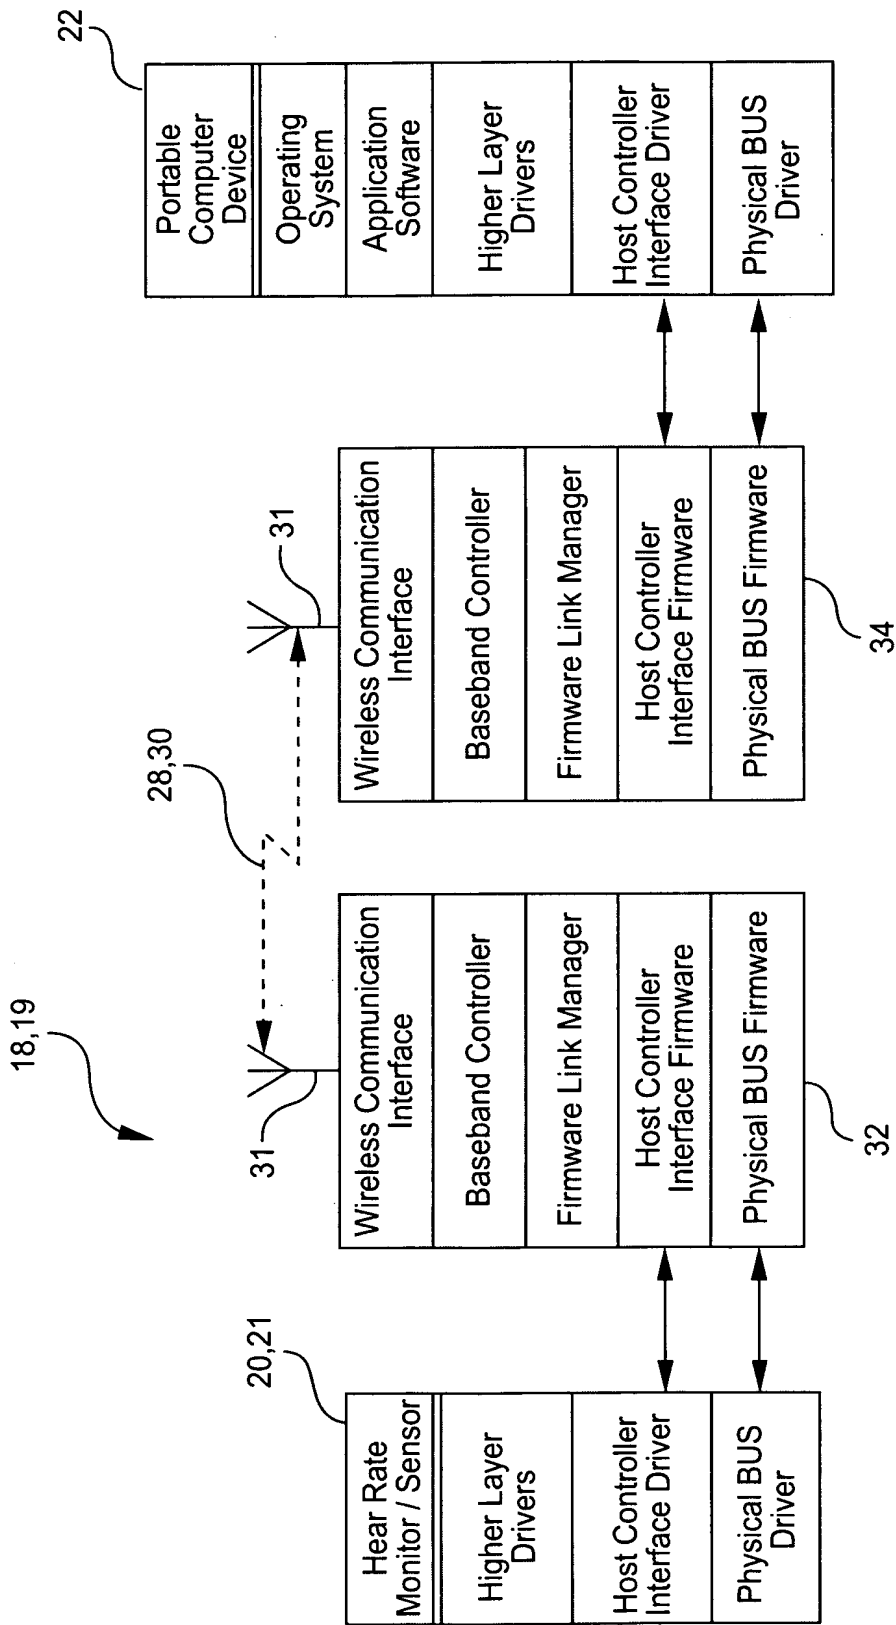 18,19
28,30
31
31
20,21
Hear Rate
Monitor / Sensor
Higher Layer
Drivers
Host Controller
Interface Driver
Physical BUS
Driver
Wireless Communication
Interface
Baseband Controller
Firmware Link Manager
Host Controller
Interface Firmware
Physical BUS Firmware
32
Wireless Communication
Interface
Baseband Controller
Firmware Link Manager
Host Controller
Interface Firmware
Physical BUS Firmware
34
22
Portable
Computer
Device
Operating
System
Application
Software
Higher Layer
Drivers
Host Controller
Interface Driver
Physical BUS
Driver